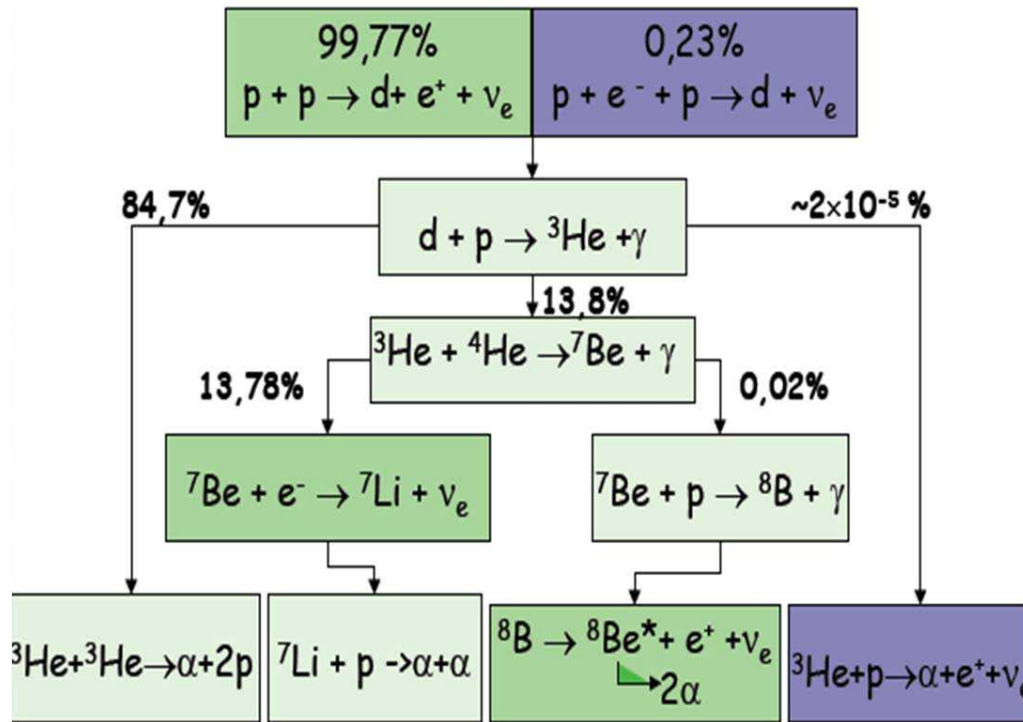 99,77%
p + p → d+ e⁺ + νₑ
0,23%
p + e⁻ + p → d + νₑ
84,7%
~2×10⁻⁵ %
d + p → ³He +γ
13,8%
³He + ⁴He →⁷Be + γ
13,78%
0,02%
⁷Be + e⁻ → ⁷Li + νₑ
⁷Be + p → ⁸B + γ
³He+³He→α+2p
⁷Li + p ->α+α
⁸B → ⁸Be*+ e⁺ +νₑ
2α
³He+p→α+e⁺+νₑ